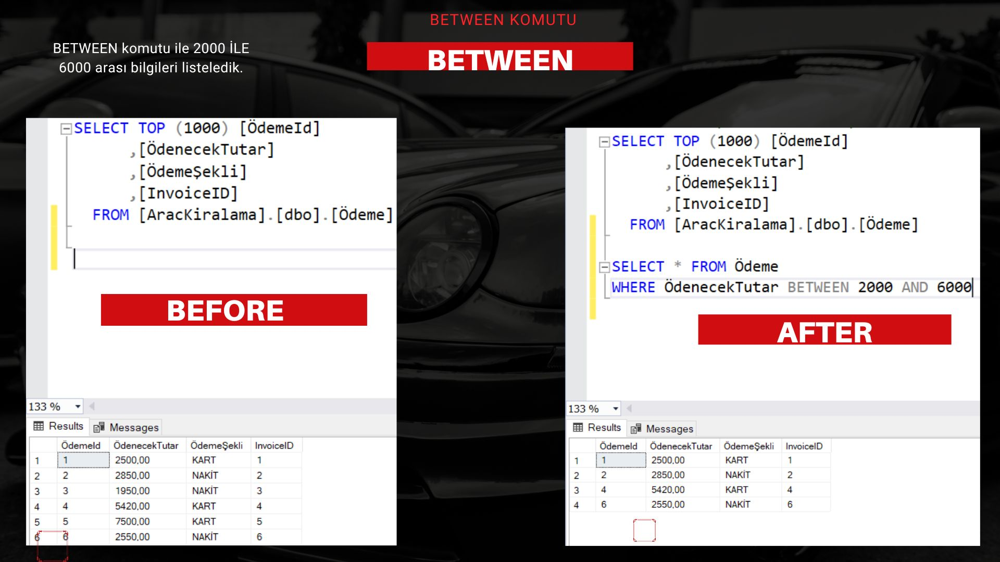 BETWEEN KOMUTU
BETWEEN komutu ile 2000 İLE
6000 arası bilgileri listeledik.
BETWEEN
SELECT TOP (1000) [ÖdemeId]
,[ÖdenecekTutar]
,[ÖdemeŞekli]
,[InvoiceID]
FROM [AracKiralama].[dbo].[Ödeme]
BEFORE
133 %
Results Messages
ÖdemeId ÖdenecekTutar ÖdemeŞekli InvoiceID
1 1 2500,00 KART 1
2 2 2850,00 NAKİT 2
3 3 1950,00 NAKİT 3
4 4 5420,00 KART 4
5 5 7500,00 KART 5
6 6 2550,00 NAKİT 6
SELECT TOP (1000) [ÖdemeId]
,[ÖdenecekTutar]
,[ÖdemeŞekli]
,[InvoiceID]
FROM [AracKiralama].[dbo].[Ödeme]
SELECT * FROM Ödeme
WHERE ÖdenecekTutar BETWEEN 2000 AND 6000
AFTER
133 %
Results Messages
ÖdemeId ÖdenecekTutar ÖdemeŞekli InvoiceID
1 1 2500,00 KART 1
2 2 2850,00 NAKİT 2
3 4 5420,00 KART 4
4 6 2550,00 NAKİT 6